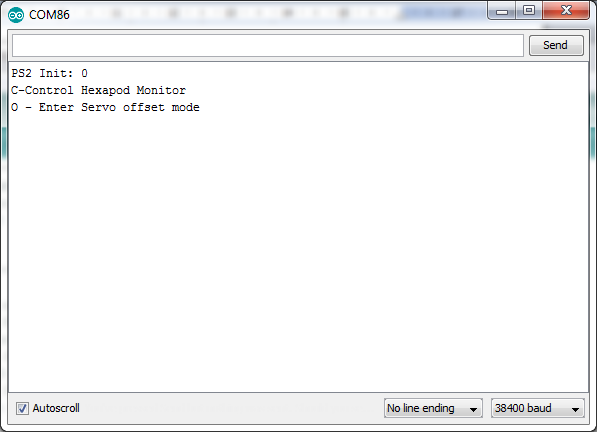 COM86
Send
PS2 Init: 0
C-Control Hexapod Monitor
O - Enter Servo offset mode
Autoscroll
No line ending
38400 baud